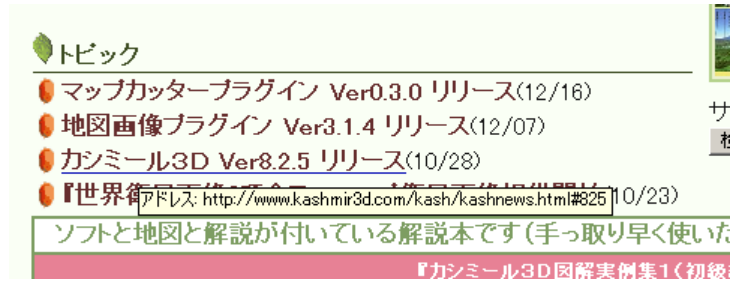 トピック
マップカッタープラグイン Ver0.3.0 リリース(12/16)
地図画像プラグイン Ver3.1.4 リリース(12/07)
カシミール3D Ver8.2.5 リリース(10/28)
『世界衛 10/23)
アドレス: http://www.kashmir3d.com/kash/kashnews.html#825
サ
ソフトと地図と解説が付いている解説本です(手っ取り早く使いた
『カシミール3D図解実例集1(初級